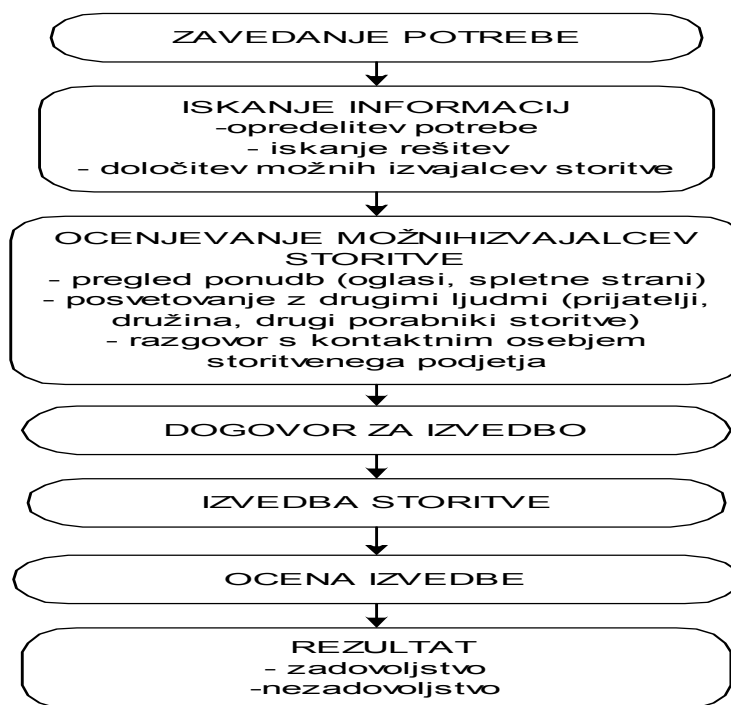 ZAVEDANJE POTREBE
ISKANJE INFORMACIJ
-opredelitev potrebe
- iskanje rešitev
- določitev možnih izvajalcev storitve
OCENJEVANJE MOŽNIHIZVAJALCEV
STORITVE
- pregled ponudb (oglasi, spletne strani)
- posvetovanje z drugimi ljudmi (prijatelji,
družina, drugi porabniki storitve)
- razgovor s kontaktnim osebjem
storitvenega podjetja
DOGOVOR ZA IZVEDBO
IZVEDBA STORITVE
OCENA IZVEDBE
REZULTAT
- zadovoljstvo
-nezadovoljstvo